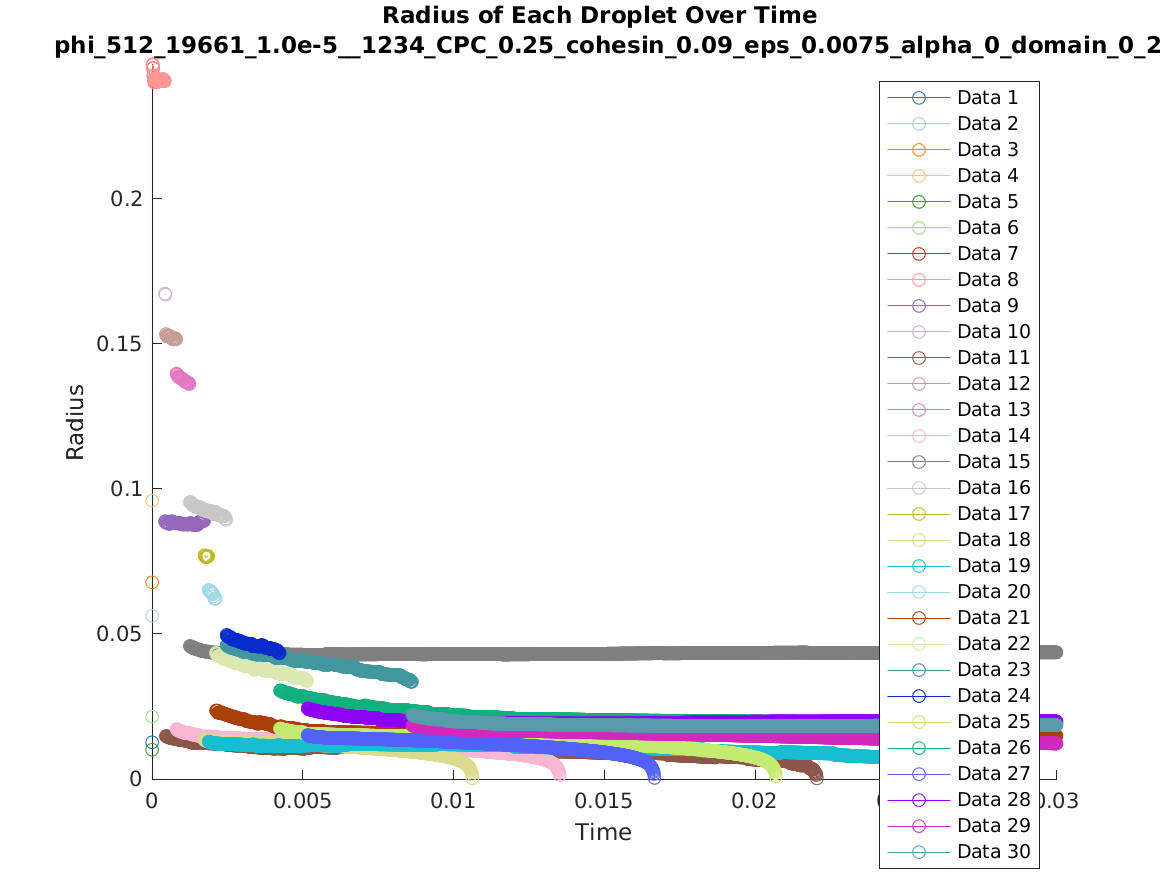 Radius of Each Droplet Over Time
phi_512_19661_1.0e-5__1234_CPC_0.25_cohesin_0.09_eps_0.0075_alpha_0_domain_0_2
Radius
0.2
0.15
0.1
0.05
0
0
0.005
0.01
0.015
0.02
0.03
Time
Data 1
Data 2
Data 3
Data 4
Data 5
Data 6
Data 7
Data 8
Data 9
Data 10
Data 11
Data 12
Data 13
Data 14
Data 15
Data 16
Data 17
Data 18
Data 19
Data 20
Data 21
Data 22
Data 23
Data 24
Data 25
Data 26
Data 27
Data 28
Data 29
Data 30